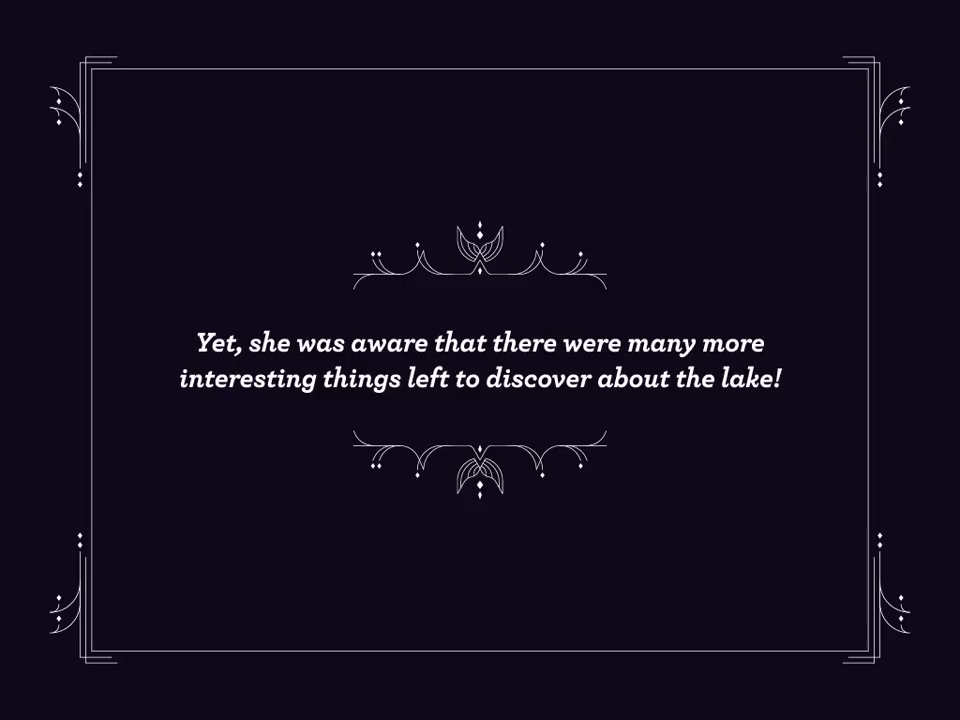 Yet, she was aware that there were many more
interesting things left to discover about the lake!